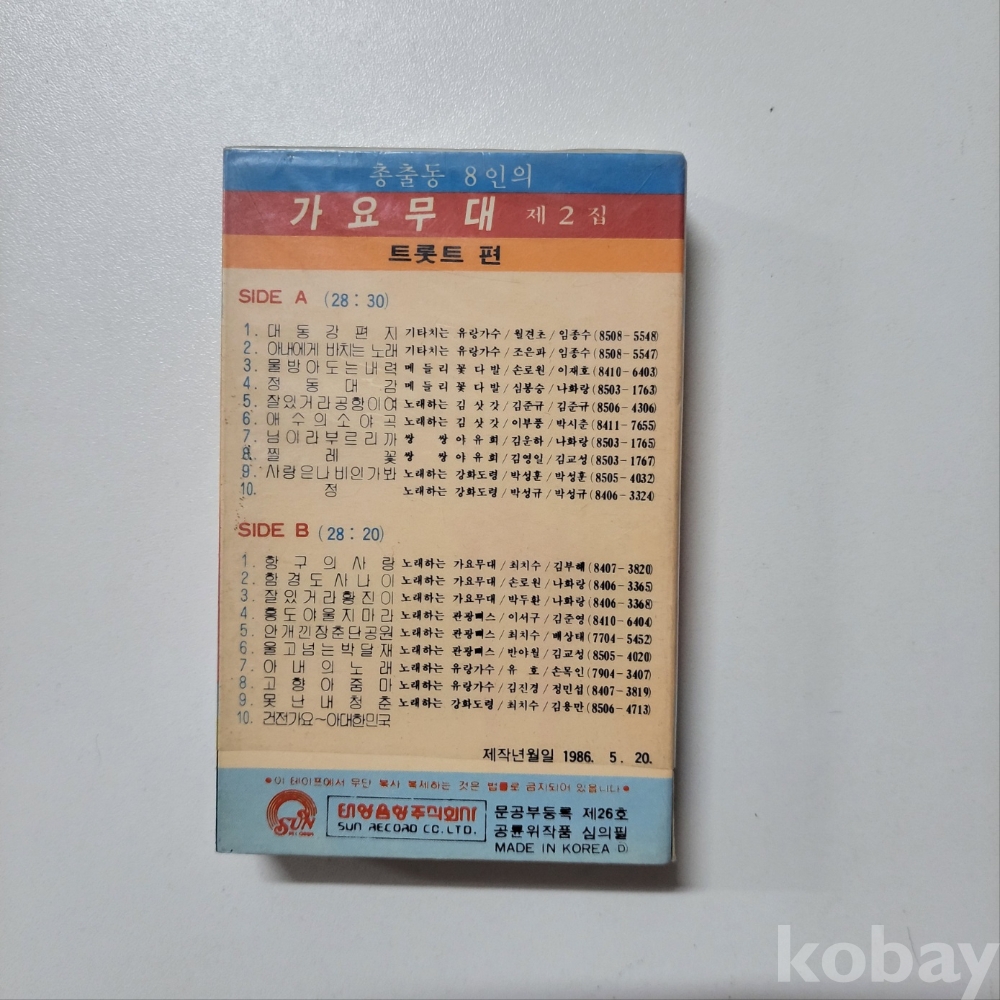 총출동 8인의
가요무대 제2집
트롯트 편
SIDE A (28:30)
1. 대동강편지 기타치는 유랑가수/월견초/임종수(8508-5548)
2. 아내에게 바치는 노래 기타치는 유랑가수/조은파/임종수(8508-5547)
3. 물방아도는내력 메들리꽃다발/손로원/이재호(8410-6403)
4. 정동대감 메들리꽃다발/심봉승/나화랑(8503-1763)
5. 잘있거라공항이여 노래하는 김삿갓/김준규/김준규(8506-4306)
6. 애수의소야곡 노래하는 김삿갓/이부풍/박시춘(8411-7655)
7. 님이라부르리까 쌍쌍야유회/김운하/나화랑(8503-1765)
8. 찔레꽃 쌍쌍야유회/김영일/김교성(8503-1767)
9. 사랑은나비인가봐 노래하는 강화도령/박성훈/박성훈(8505-4032)
10. 정 노래하는 강화도령/박성규/박성규(8406-3324)
SIDE B (28:20)
1. 항구의사랑 노래하는 가요무대/최치수/김부해(8407-3820)
2. 함경도사나이 노래하는 가요무대/손로원/나화랑(8406-3365)
3. 잘있거라황진이 노래하는 가요무대/박두환/나화랑(8406-3368)
4. 홍도야울지마라 노래하는 관광뻐스/이서구/김준영(8410-6404)
5. 안개낀장춘단공원 노래하는 관광뻐스/최치수/배상태(7704-5452)
6. 울고넘는박달재 노래하는 관광뻐스/반야월/김교성(8505-4020)
7. 아내의노래 노래하는 유랑가수/유호/손목인(7904-3407)
8. 고향아줌마 노래하는 유랑가수/김진경/정민섭(8407-3819)
9. 못난내청춘 노래하는 강화도령/최치수/김용만(8506-4713)
10. 건전가요~아대한민국
제작년월일 1986. 5. 20.
●이 테이프에서 무단 복사 복제하는 것은 법률로 금지되어 있읍니다●
SUN
태양음향주식회사
SUN RECORD CO.LTD.
문공부등록 제26호
공륜위작품 심의필
MADE IN KOREA D)
kobay